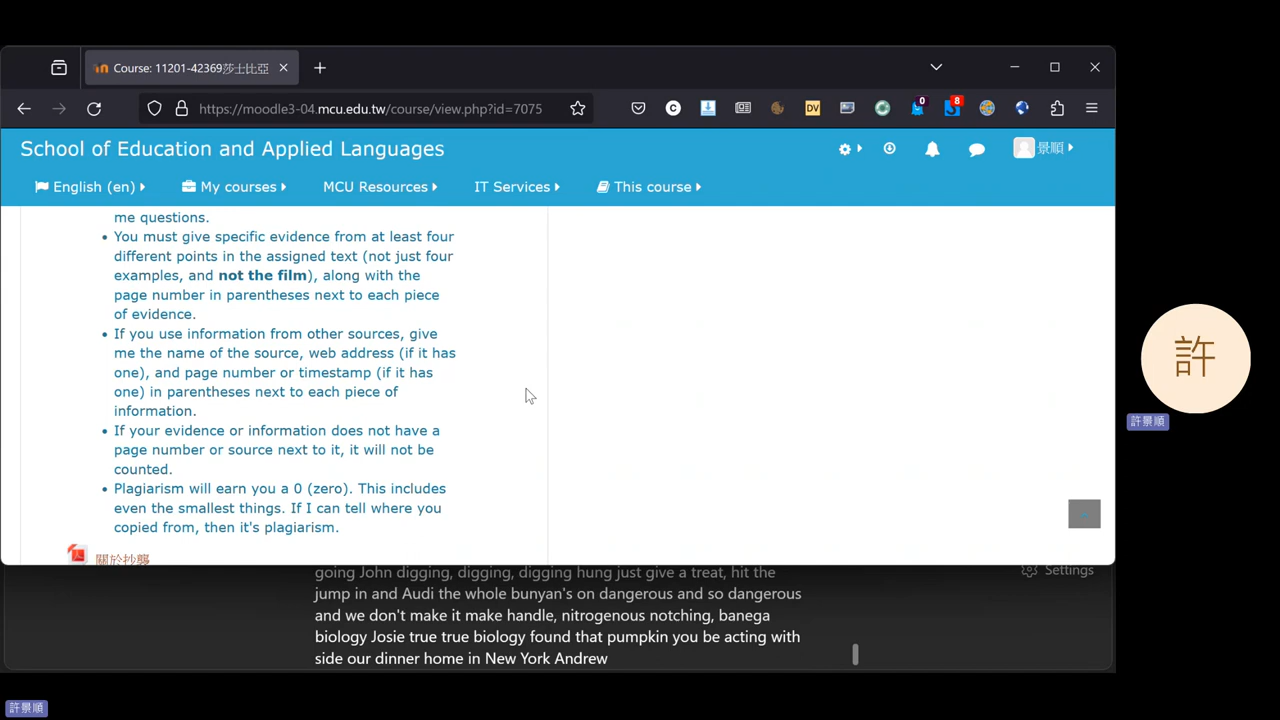 Course: 11201-42369莎士比亞
https://moodle3-04.mcu.edu.tw/course/view.php?id=7075
C
DV
0
8
School of Education and Applied Languages
景順
English (en)
My courses
MCU Resources
IT Services
This course
me questions.
You must give specific evidence from at least four
different points in the assigned text (not just four
examples, and not the film), along with the
page number in parentheses next to each piece
of evidence.
If you use information from other sources, give
me the name of the source, web address (if it has
one), and page number or timestamp (if it has
one) in parentheses next to each piece of
information.
If your evidence or information does not have a
page number or source next to it, it will not be
counted.
Plagiarism will earn you a 0 (zero). This includes
even the smallest things. If I can tell where you
copied from, then it's plagiarism.
關於抄襲
going John digging, digging, digging hung just give a treat, hit the
jump in and Audi the whole bunyan's on dangerous and so dangerous
and we don't make it make handle, nitrogenous notching, banega
biology Josie true true biology found that pumpkin you be acting with
side our dinner home in New York Andrew
Settings
許
許景順
許景順